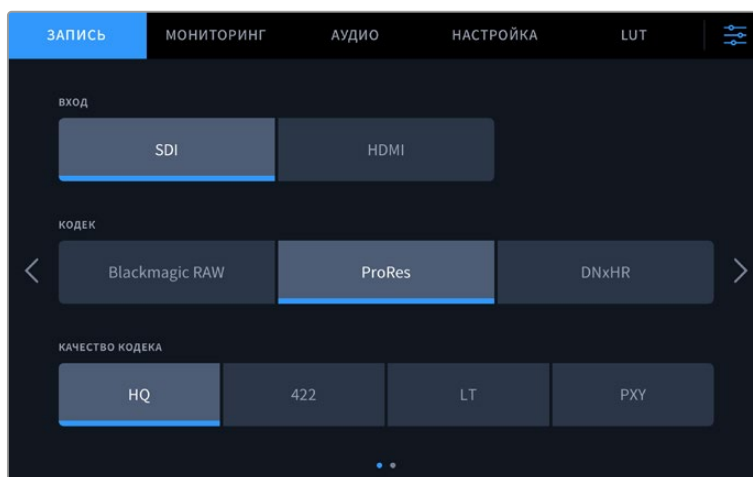 ЗАПИСЬ МОНИТОРИНГ АУДИО НАСТРОЙКА LUT
ВХОД
SDI HDMI
КОДЕК
Blackmagic RAW ProRes DNxHR
КАЧЕСТВО КОДЕКА
HQ 422 LT PXY